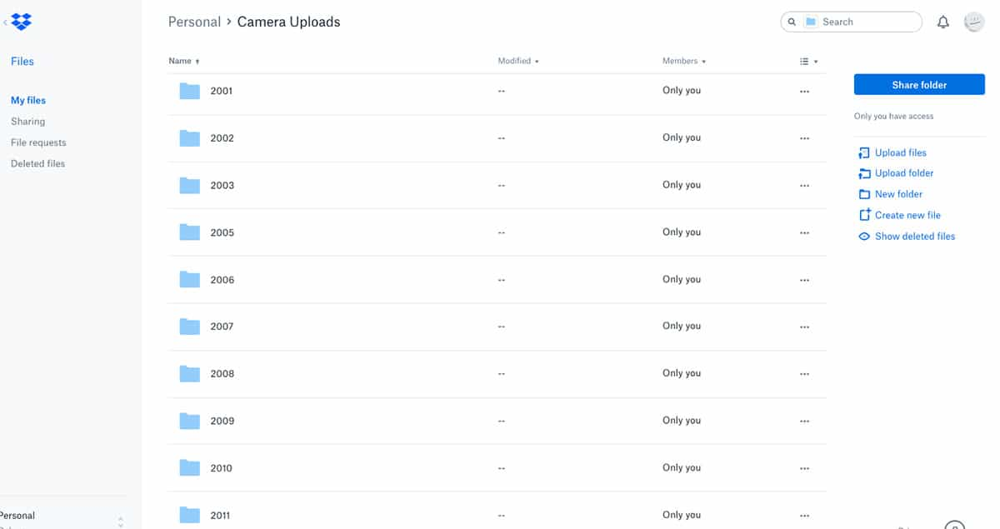 Personal › Camera Uploads
Search
Files
My files
Sharing
File requests
Deleted files
Name Modified Members
2001 -- Only you ...
2002 -- Only you ...
2003 -- Only you ...
2005 -- Only you ...
2006 -- Only you ...
2007 -- Only you ...
2008 -- Only you ...
2009 -- Only you ...
2010 -- Only you ...
2011 -- Only you ...
Share folder
Only you have access
Upload files
Upload folder
New folder
Create new file
Show deleted files
Personal